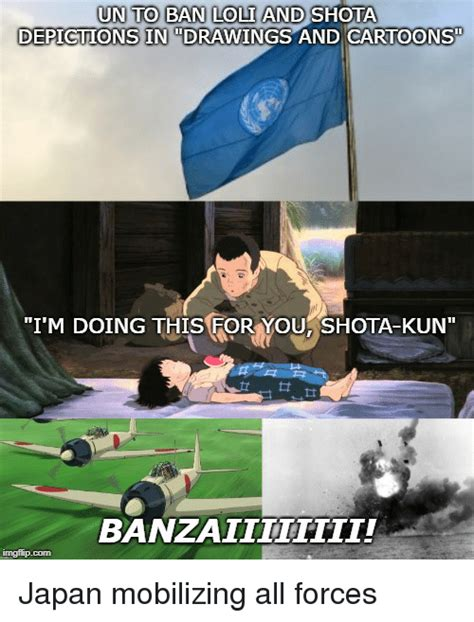 UN TO BAN LOLI AND SHOTA
DEPICTIONS IN "DRAWINGS AND CARTOONS"
"I'M DOING THIS FOR YOU, SHOTA-KUN"
BANZAIIIIIIIII!
imgflip.com
Japan mobilizing all forces